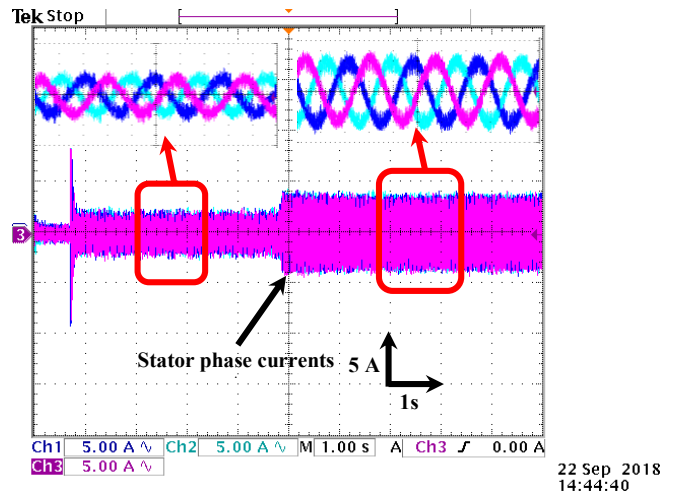 Tek Stop
3
Stator phase currents
5 A
1s
Ch1 5.00 A ∿ Ch2 5.00 A ∿ M 1.00 s A Ch3 ʃ 0.00 A
Ch3 5.00 A ∿
22 Sep 2018
14:44:40